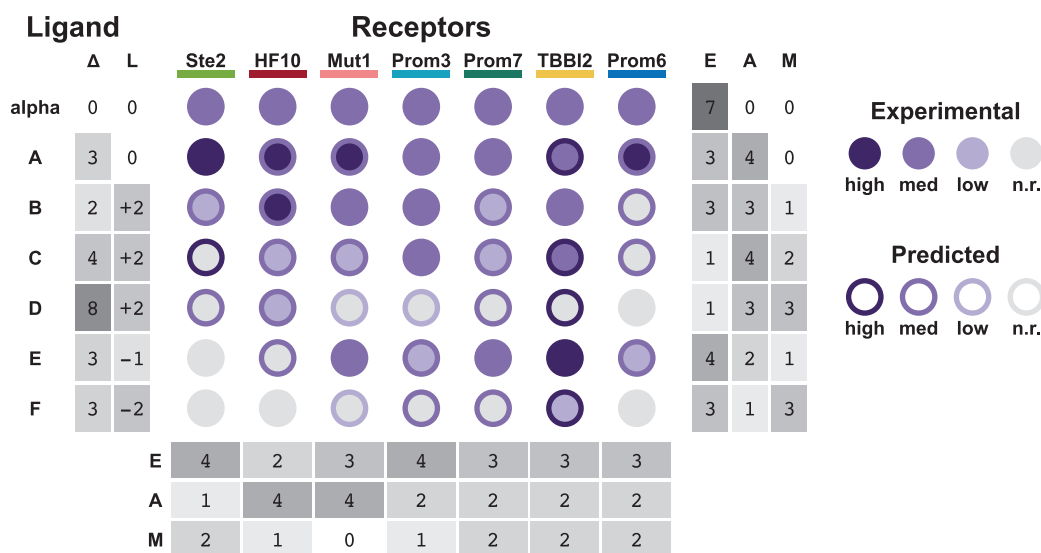 Ligand Receptors
Δ L Ste2 HF10 Mut1 Prom3 Prom7 TBBI2 Prom6 E A M
alpha 0 0 7 0 0
Experimental
A 3 0 3 4 0
high med low n.r.
B 2 +2 3 3 1
C 4 +2 1 4 2
Predicted
D 8 +2 1 3 3
high med low n.r.
E 3 −1 4 2 1
F 3 −2 3 1 3
E 4 2 3 4 3 3 3
A 1 4 4 2 2 2 2
M 2 1 0 1 2 2 2